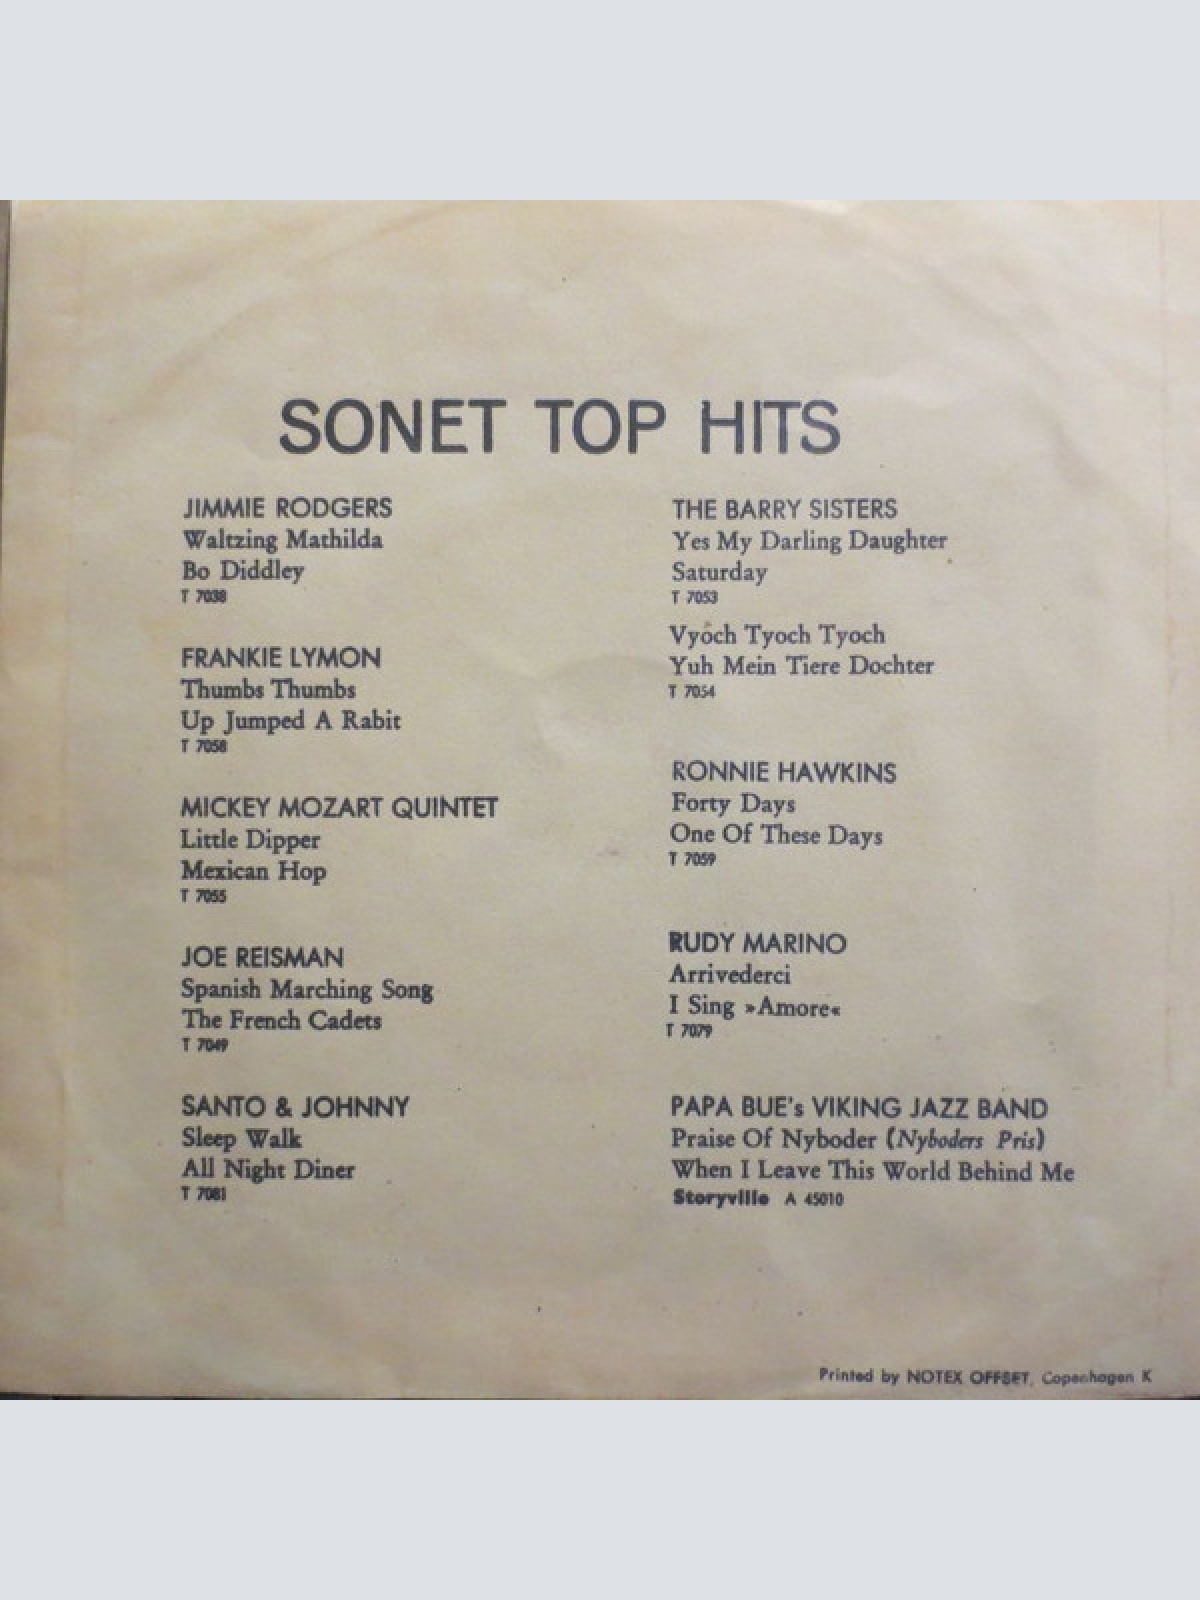 SONET TOP HITS
JIMMIE RODGERS
Waltzing Mathilda
Bo Diddley
T 7038
FRANKIE LYMON
Thumbs Thumbs
Up Jumped A Rabit
T 7058
MICKEY MOZART QUINTET
Little Dipper
Mexican Hop
T 7055
JOE REISMAN
Spanish Marching Song
The French Cadets
T 7049
SANTO & JOHNNY
Sleep Walk
All Night Diner
T 7081
THE BARRY SISTERS
Yes My Darling Daughter
Saturday
T 7053
Vyoch Tyoch Tyoch
Yuh Mein Tiere Dochter
T 7054
RONNIE HAWKINS
Forty Days
One Of These Days
T 7059
RUDY MARINO
Arrivederci
I Sing »Amore«
T 7079
PAPA BUE's VIKING JAZZ BAND
Praise Of Nyboder (Nyboders Pris)
When I Leave This World Behind Me
Storyville A 45010
Printed by NOTEX OFFSET, Copenhagen K